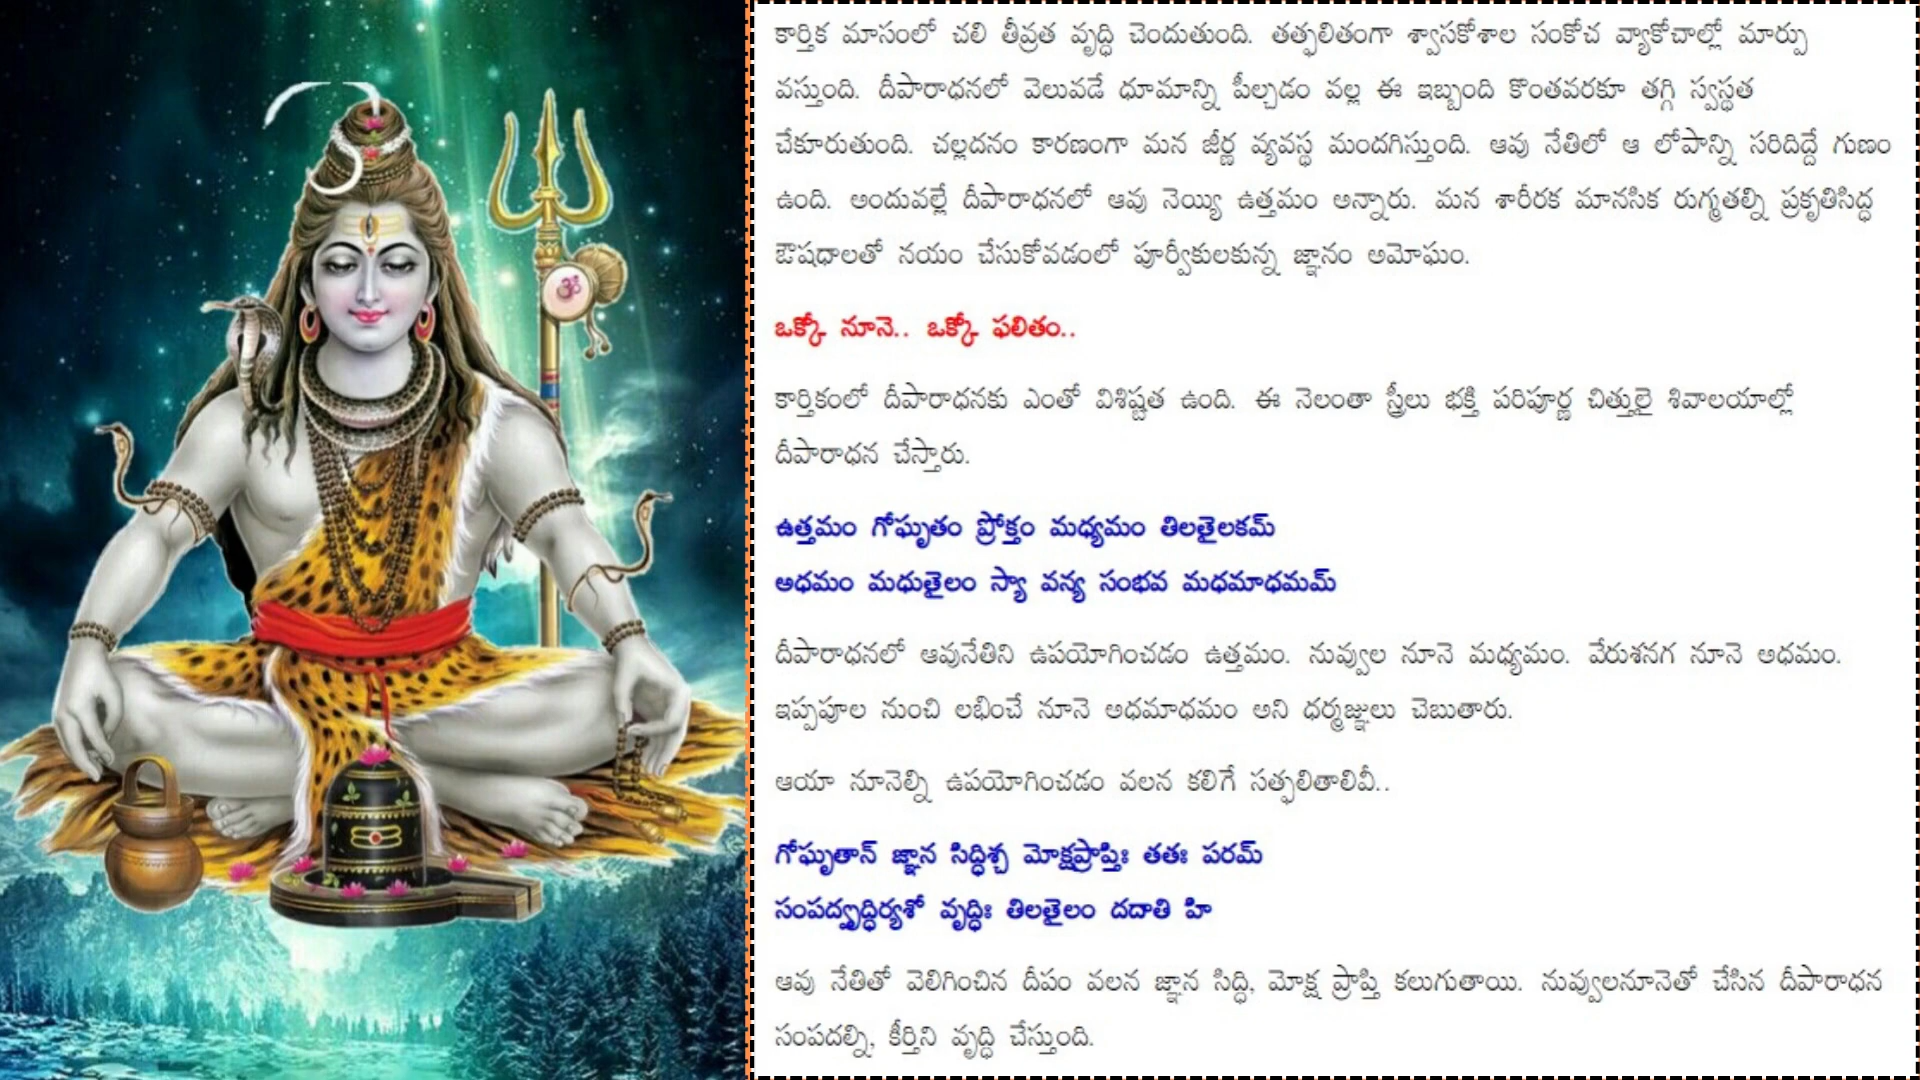 కార్తిక మాసంలో చలి తీవ్రత వృద్ధి చెందుతుంది. తత్ఫలితంగా శ్వాసకోశాల సంకోచ వ్యాకోచాల్లో మార్పు
వస్తుంది. దీపారాధనలో వెలువడే ధూమాన్ని పీల్చడం వల్ల ఈ ఇబ్బంది కొంతవరకూ తగ్గి స్వస్థత
చేకూరుతుంది. చల్లదనం కారణంగా మన జీర్ణ వ్యవస్థ మందగిస్తుంది. ఆవు నేతిలో ఆ లోపాన్ని సరిదిద్దే గుణం
ఉంది. అందువల్లే దీపారాధనలో ఆవు నెయ్యి ఉత్తమం అన్నారు. మన శారీరక మానసిక రుగ్మతల్ని ప్రకృతిసిద్ధ
ఔషధాలతో నయం చేసుకోవడంలో పూర్వీకులకున్న జ్ఞానం అమోఘం.
ఒక్కో నూనె.. ఒక్కో ఫలితం..
కార్తికంలో దీపారాధనకు ఎంతో విశిష్టత ఉంది. ఈ నెలంతా స్త్రీలు భక్తి పరిపూర్ణ చిత్తులై శివాలయాల్లో
దీపారాధన చేస్తారు.
ఉత్తమం గోఘృతం ప్రోక్తం మధ్యమం తిలతైలకమ్
అధమం మధుతైలం స్యా వన్య సంభవ మధమాధమమ్
దీపారాధనలో ఆవునేతిని ఉపయోగించడం ఉత్తమం. నువ్వుల నూనె మధ్యమం. వేరుశనగ నూనె అధమం.
ఇప్పపూల నుంచి లభించే నూనె అధమాధమం అని ధర్మజ్ఞులు చెబుతారు.
ఆయా నూనెల్ని ఉపయోగించడం వలన కలిగే సత్ఫలితాలివీ..
గోఘృతాన్ జ్ఞాన సిద్ధిశ్చ మోక్షప్రాప్తిః తతః పరమ్
సంపద్వృద్ధిర్యశో వృద్ధిః తిలతైలం దదాతి హి
ఆవు నేతితో వెలిగించిన దీపం వలన జ్ఞాన సిద్ధి, మోక్ష ప్రాప్తి కలుగుతాయి. నువ్వులనూనెతో చేసిన దీపారాధన
సంపదల్ని, కీర్తిని వృద్ధి చేస్తుంది.